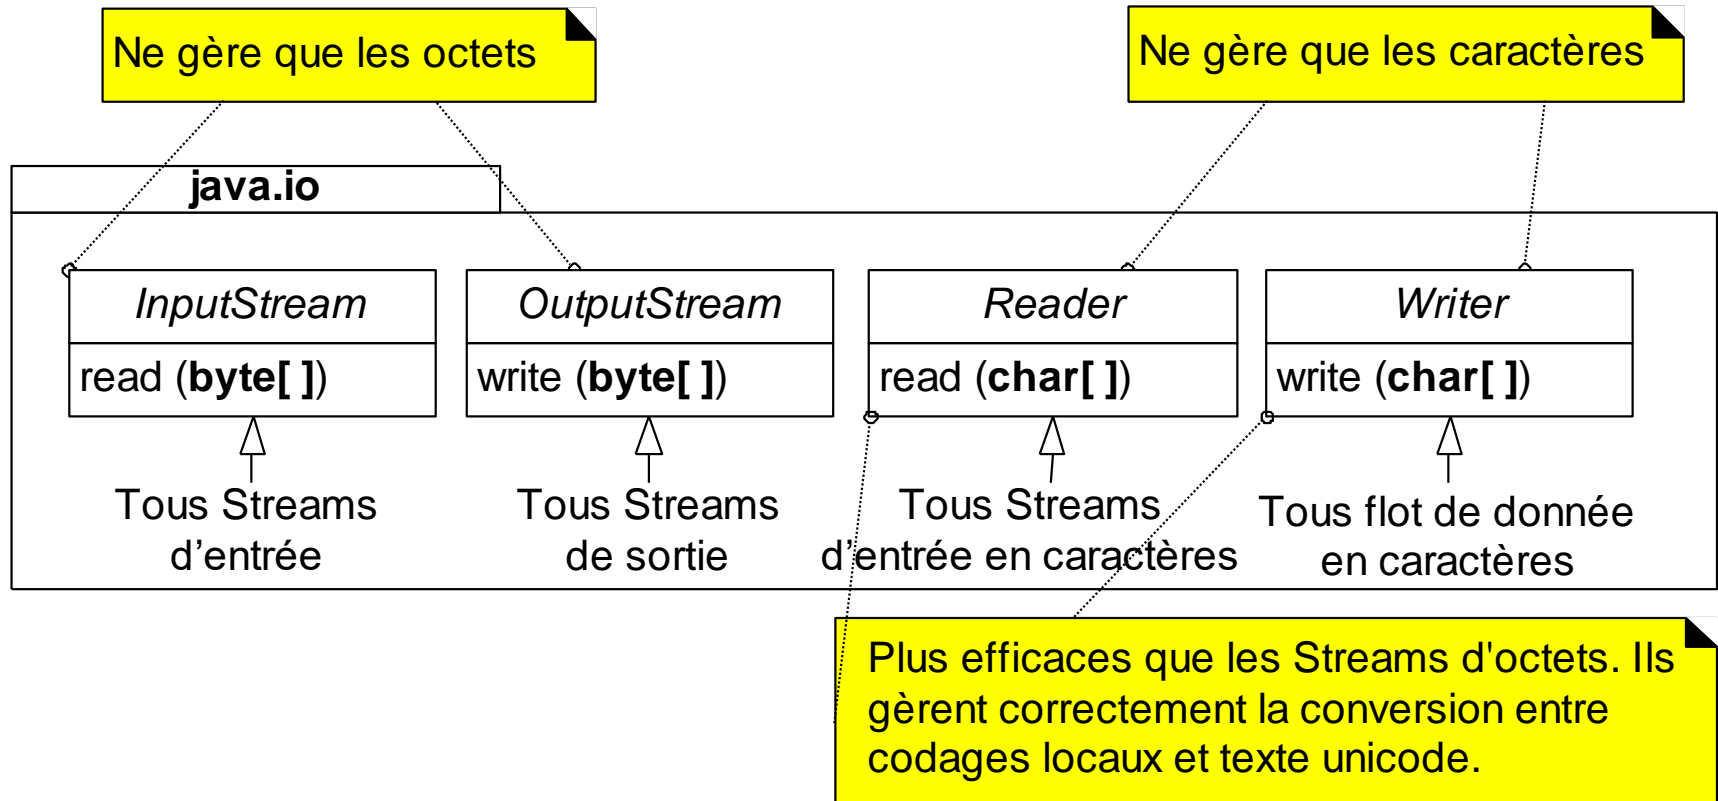 Ne gère que les octets
Ne gère que les caractères
java.io
InputStream
read (byte[ ])
OutputStream
write (byte[ ])
Reader
read (char[ ])
Writer
write (char[ ])
Tous Streams
d’entrée
Tous Streams
de sortie
Tous Streams
d’entrée en caractères
Tous flot de donnée
en caractères
Plus efficaces que les Streams d'octets. Ils
gèrent correctement la conversion entre
codages locaux et texte unicode.